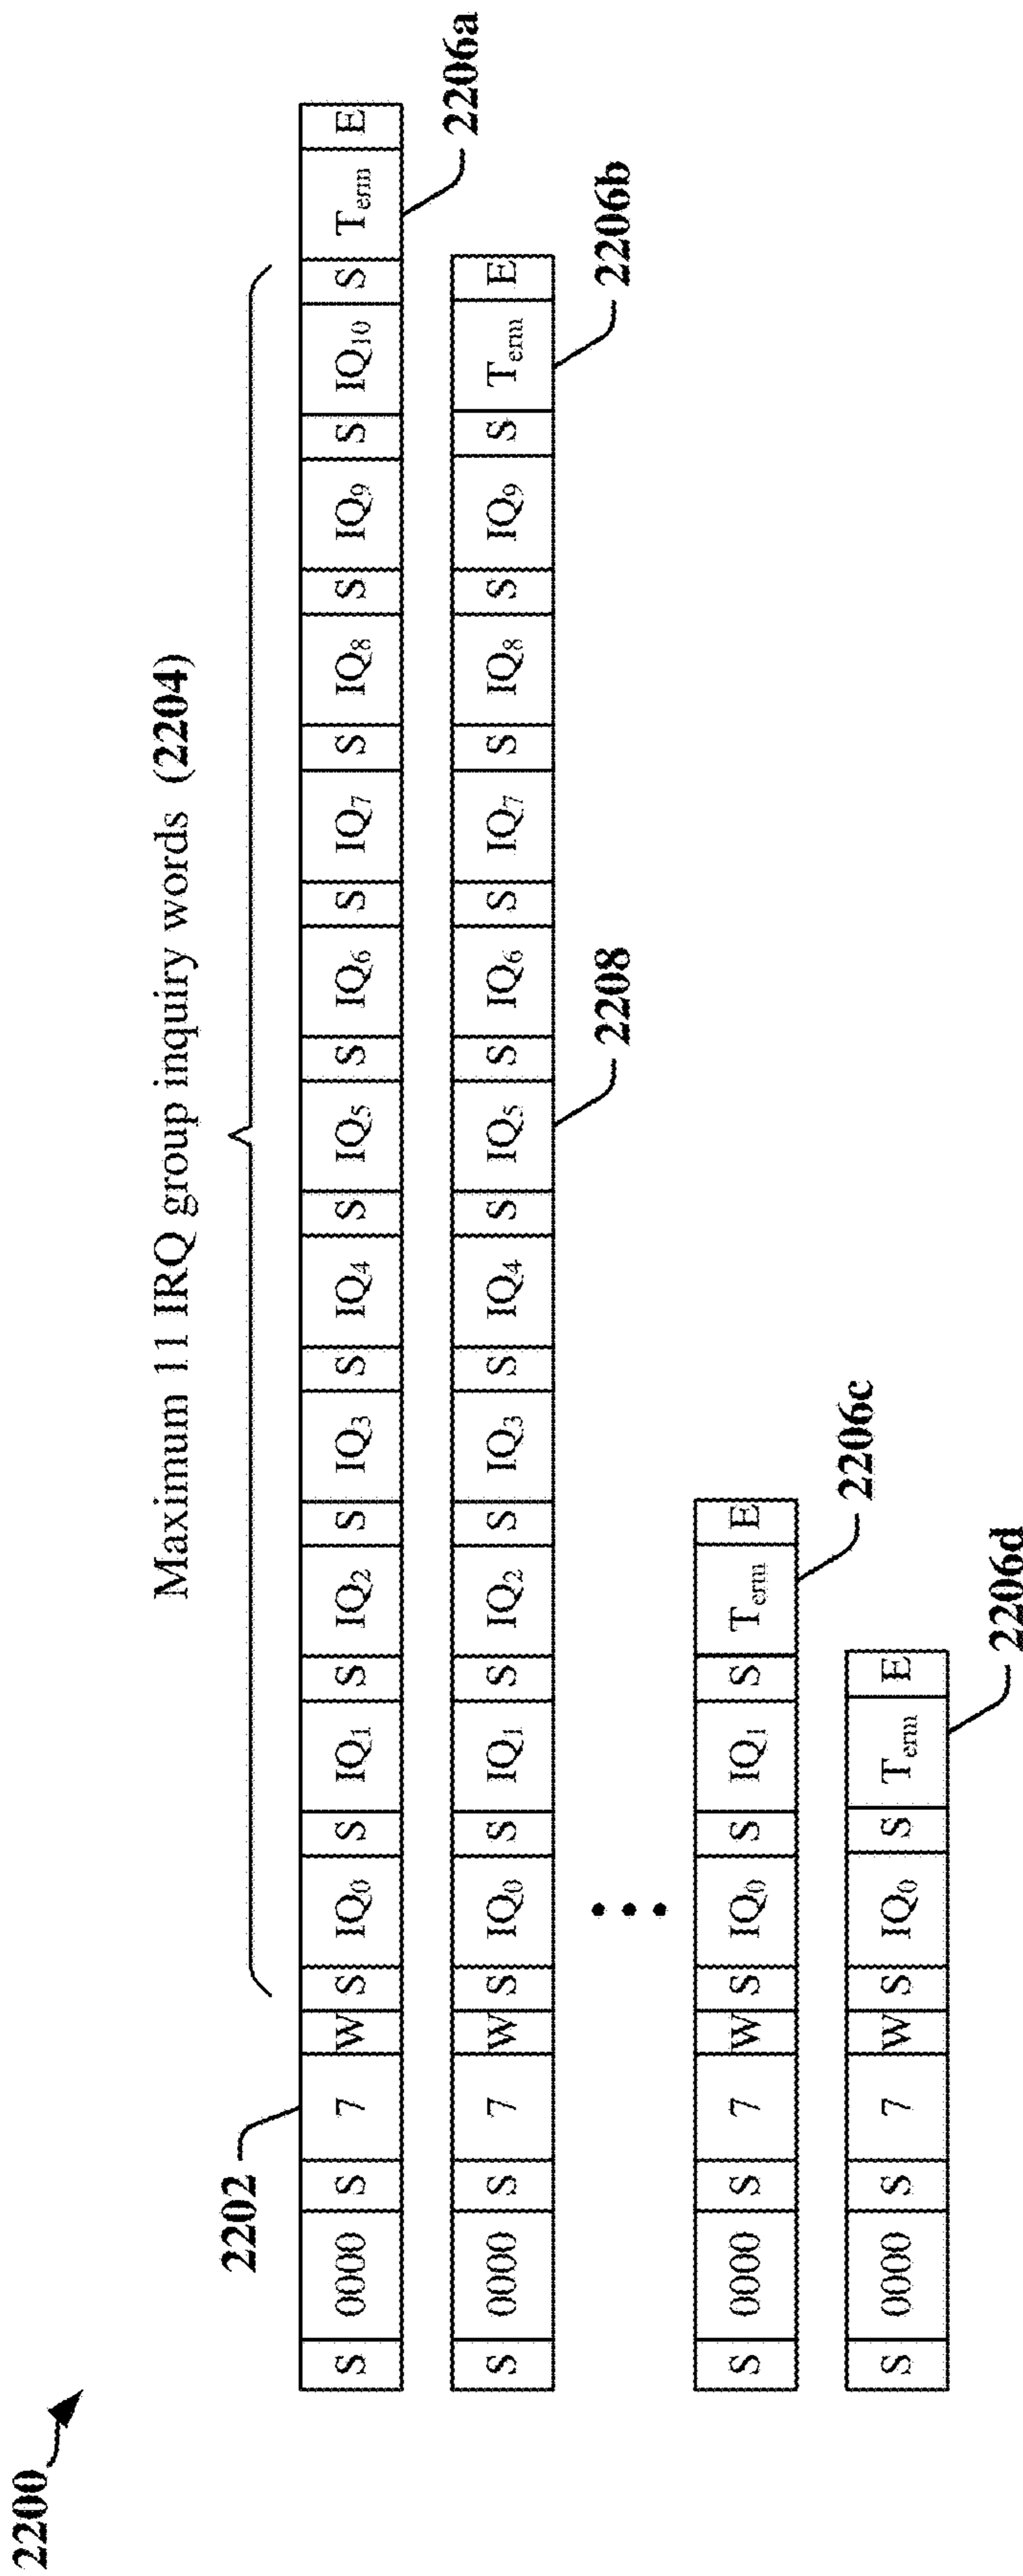 2200
Maximum 11 IRQ group inquiry words (2204)
2202
S 0000 S 7 W S IQ0 S IQ1 S IQ2 S IQ3 S IQ4 S IQ5 S IQ6 S IQ7 S IQ8 S IQ9 S IQ10 S Term E
2206a
S 0000 S 7 W S IQ0 S IQ1 S IQ2 S IQ3 S IQ4 S IQ5 S IQ6 S IQ7 S IQ8 S IQ9 S Term E
2208
2206b
S 0000 S 7 W S IQ0 S IQ1 S Term E
2206c
S 0000 S 7 W S IQ0 S Term E
2206d